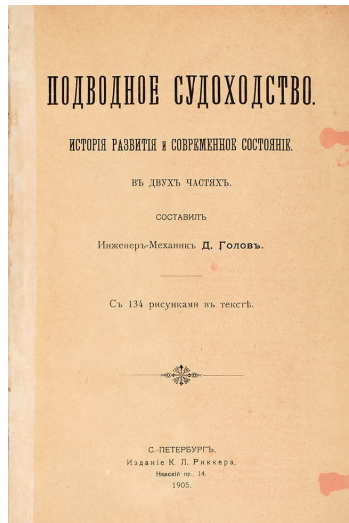 ПОДВОДНОЕ СУДОХОДСТВО.
ИСТОРІЯ РАЗВИТІЯ и СОВРЕМЕННОЕ СОСТОЯНІЕ.
ВЪ ДВУХЪ ЧАСТЯХЪ.
СОСТАВИЛЪ
Инженеръ-Механикъ Д. Головъ.
Съ 134 рисунками въ текстѣ.
С.-ПЕТЕРБУРГЪ.
Изданіе К. Л. Риккера,
Невскій пр., 14.
1905.